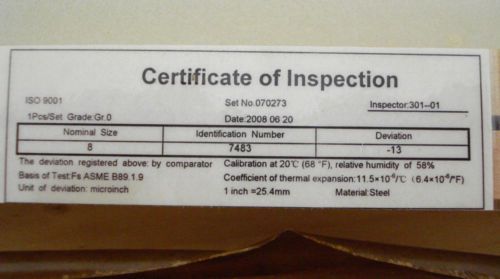 Certificate of Inspection
ISO 9001 Set No.070273 Inspector:301--01
1Pcs/Set Grade:Gr.0 Date:2008 06 20
Nominal Size Identification Number Deviation
8 7483 -13
The deviation registered above: by comparator Calibration at 20℃ (68 °F), relative humidity of 58%
Basis of Test:Fs ASME B89.1.9 Coefficient of thermal expansion:11.5×10⁻⁶/℃ (6.4×10⁻⁶/°F)
Unit of deviation: microinch 1 inch =25.4mm Material:Steel